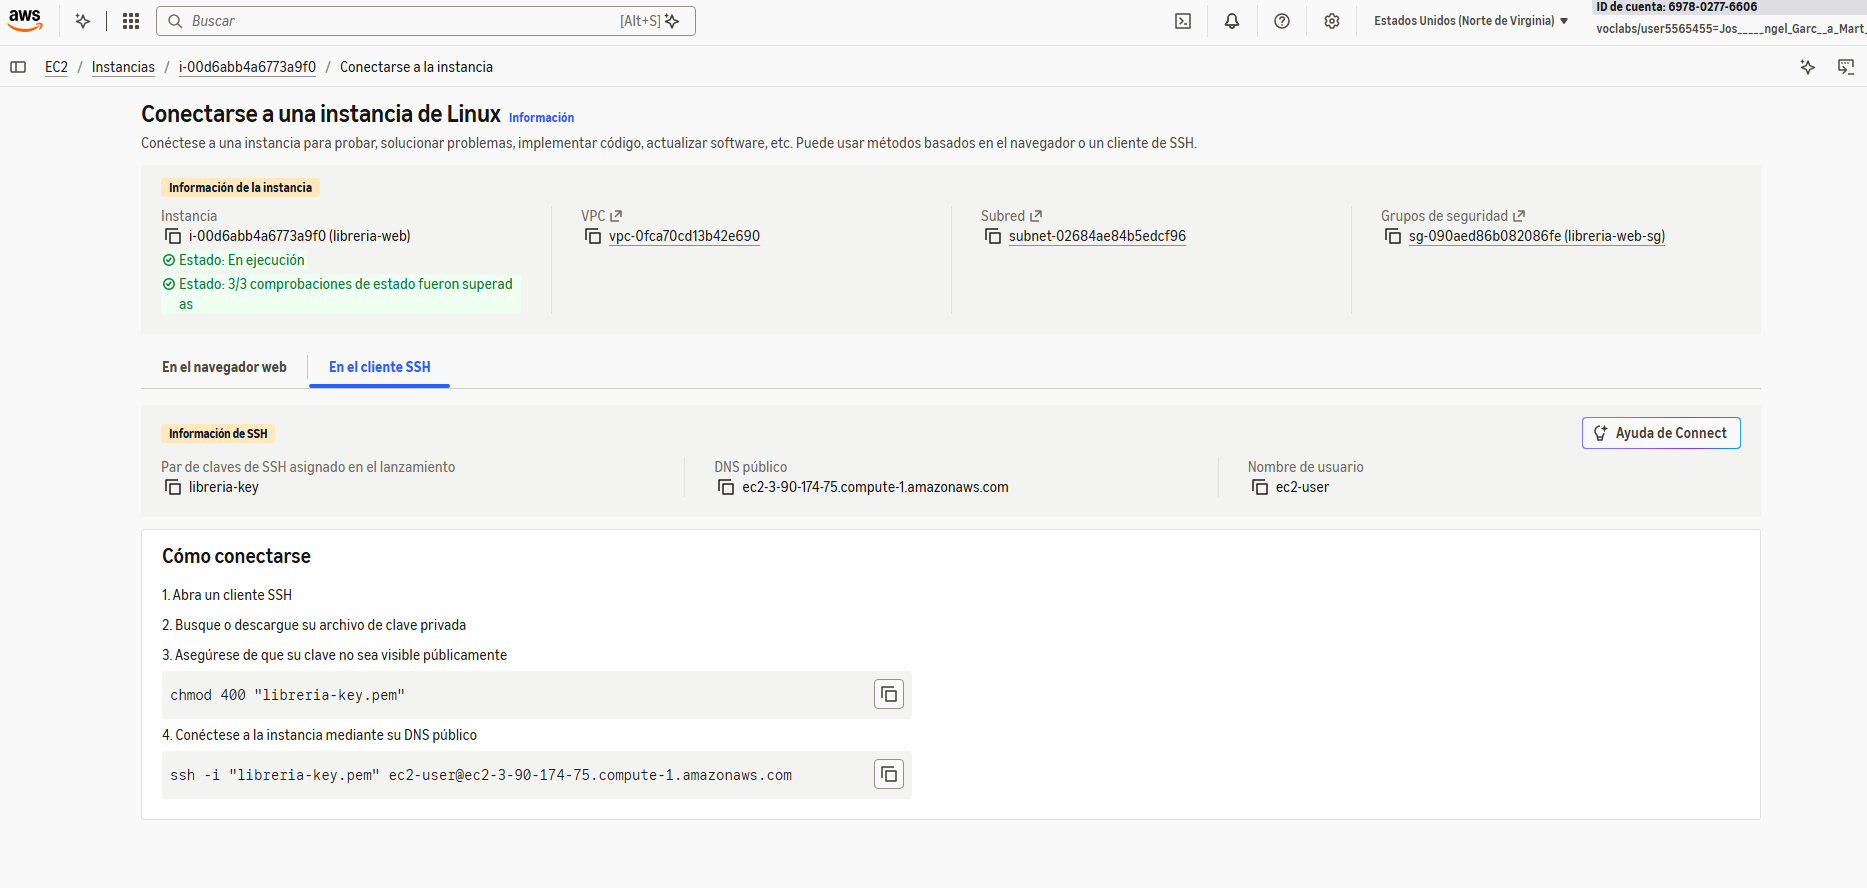 aws
Buscar
[Alt+S]
Estados Unidos (Norte de Virginia)
ID de cuenta: 6978-0277-6606
voclabs/user5565455=Jos_____ngel_Garc__a_Mart_
EC2 / Instancias / i-00d6abb4a6773a9f0 / Conectarse a la instancia
Conectarse a una instancia de Linux Información
Conéctese a una instancia para probar, solucionar problemas, implementar código, actualizar software, etc. Puede usar métodos basados en el navegador o un cliente de SSH.
Información de la instancia
Instancia
i-00d6abb4a6773a9f0 (libreria-web)
Estado: En ejecución
Estado: 3/3 comprobaciones de estado fueron superad
as
VPC
vpc-0fca70cd13b42e690
Subred
subnet-02684ae84b5edcf96
Grupos de seguridad
sg-090aed86b082086fe (libreria-web-sg)
En el navegador web
En el cliente SSH
Información de SSH
Ayuda de Connect
Par de claves de SSH asignado en el lanzamiento
libreria-key
DNS público
ec2-3-90-174-75.compute-1.amazonaws.com
Nombre de usuario
ec2-user
Cómo conectarse
1. Abra un cliente SSH
2. Busque o descargue su archivo de clave privada
3. Asegúrese de que su clave no sea visible públicamente
chmod 400 "libreria-key.pem"
4. Conéctese a la instancia mediante su DNS público
ssh -i "libreria-key.pem" ec2-user@ec2-3-90-174-75.compute-1.amazonaws.com